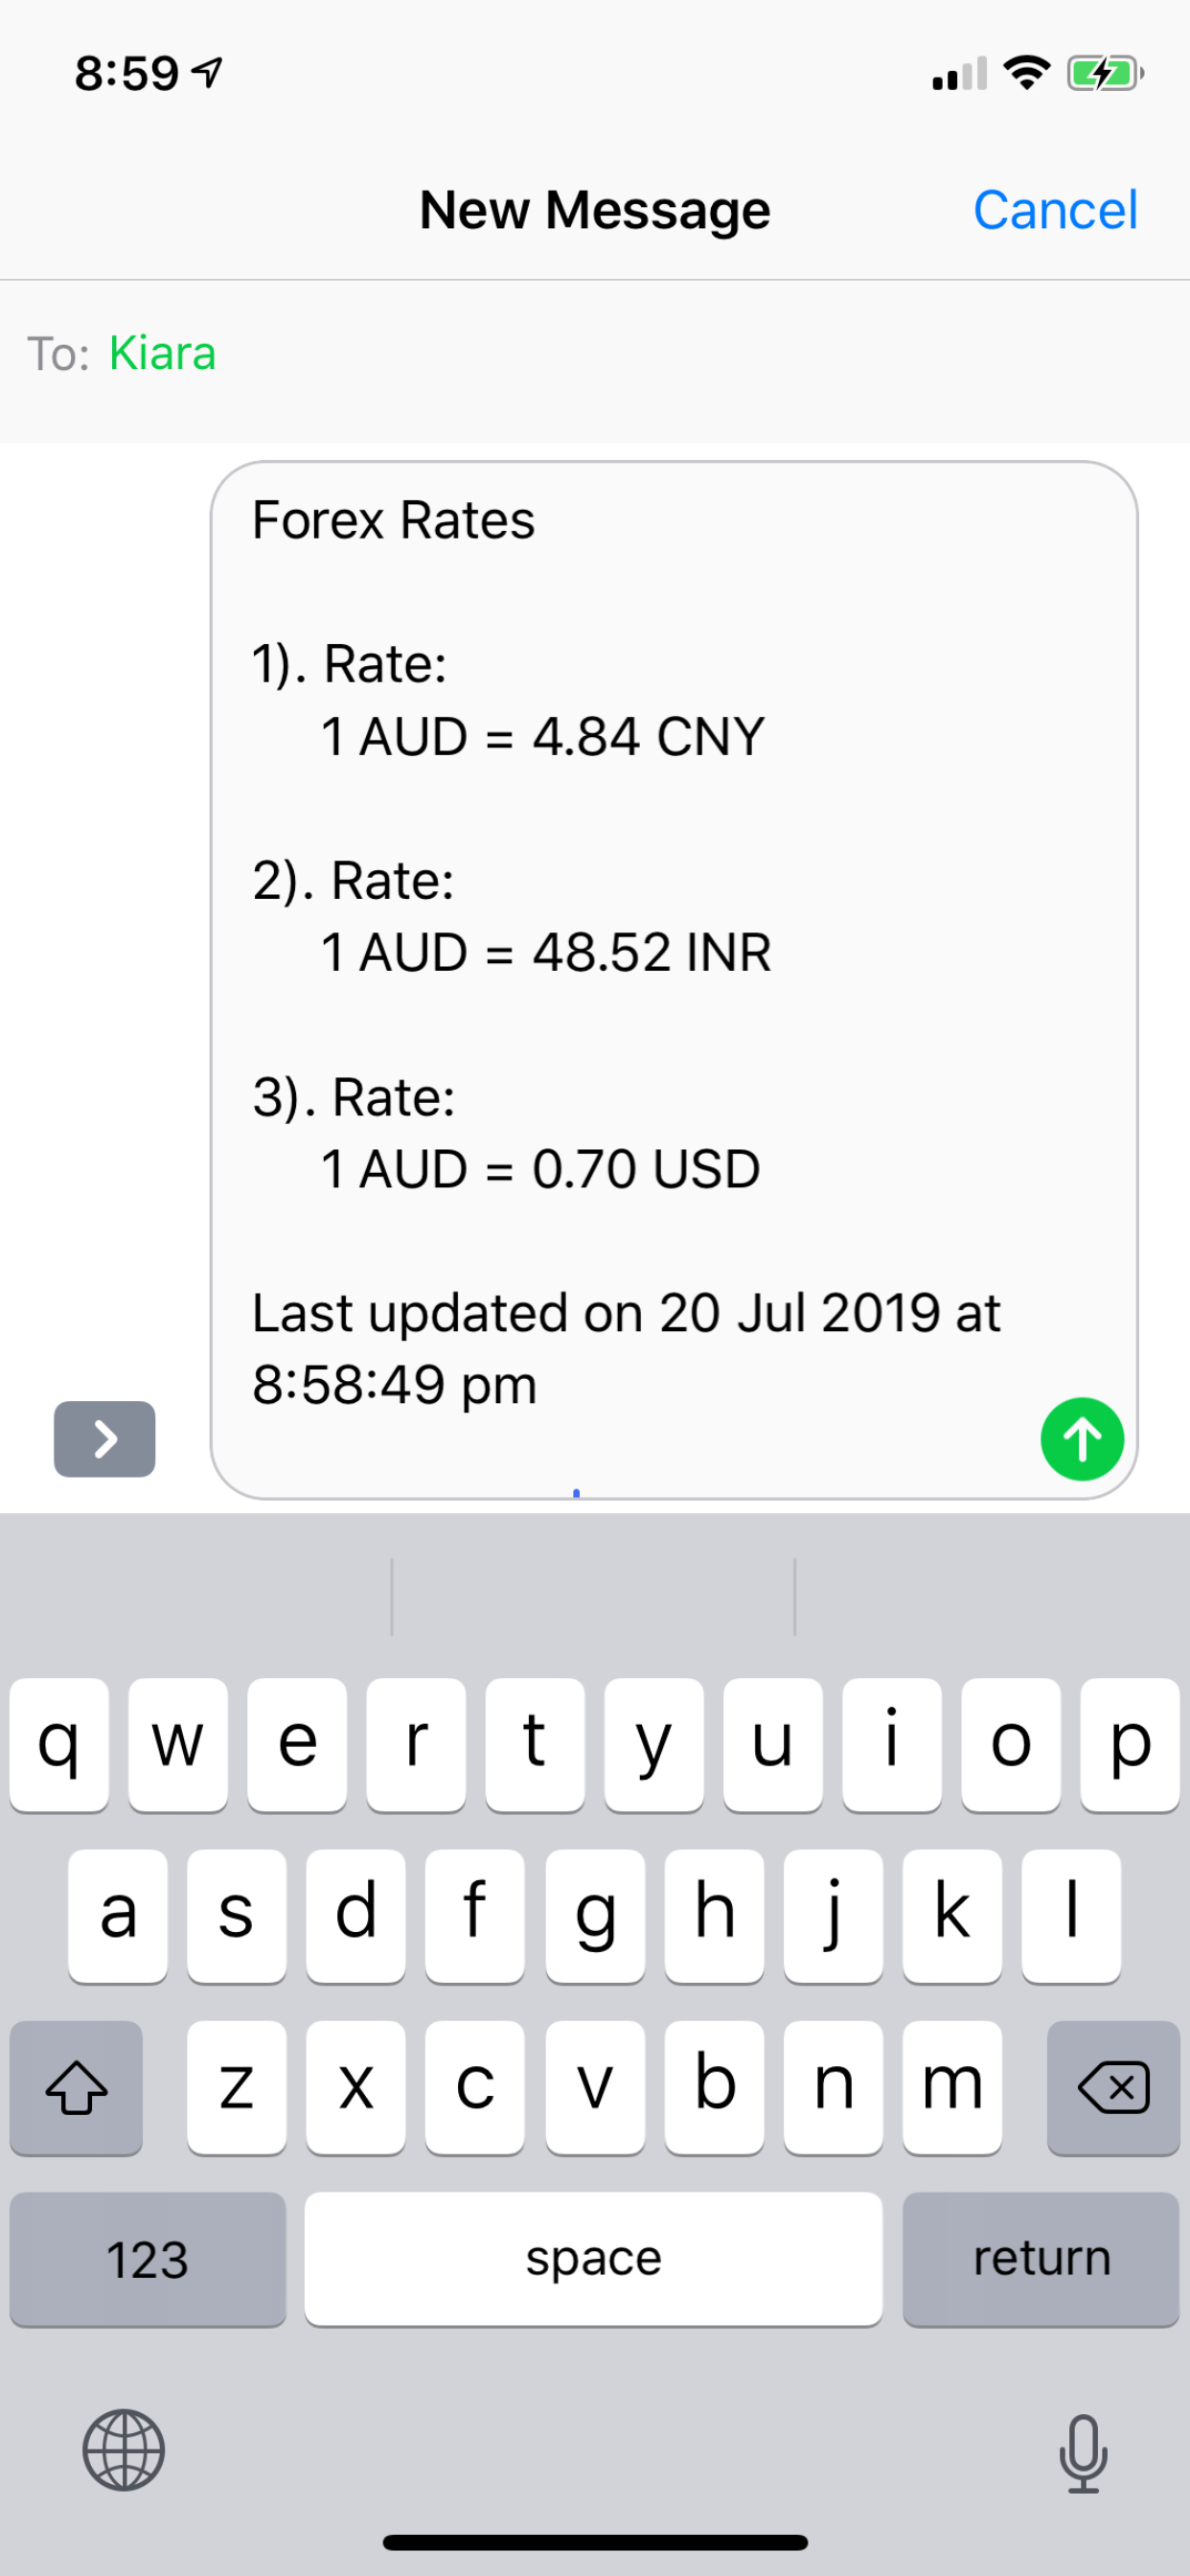 8:59
New Message Cancel
To: Kiara
Forex Rates
1). Rate:
1 AUD = 4.84 CNY
2). Rate:
1 AUD = 48.52 INR
3). Rate:
1 AUD = 0.70 USD
Last updated on 20 Jul 2019 at
8:58:49 pm
q w e r t y u i o p
a s d f g h j k l
z x c v b n m
123 space return